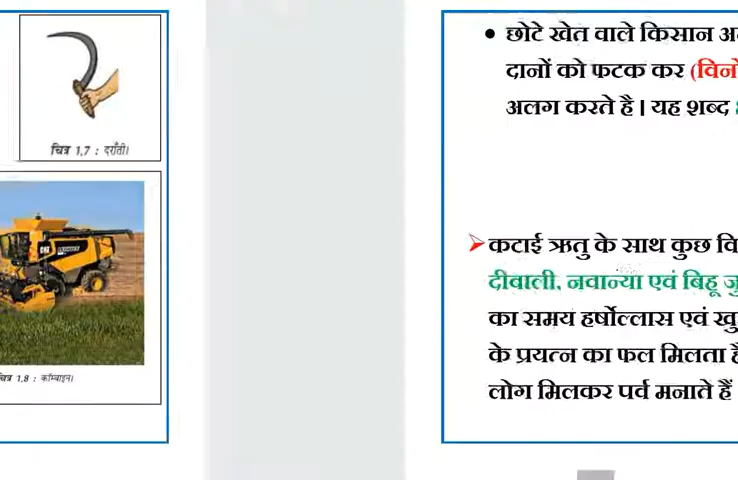 चित्र 1.7 : दराँती।
चित्र 1.8 : कॉम्बाइन।
छोटे खेत वाले किसान
दानों को फटक कर
अलग करते है । यह शब्द
कटाई ऋतु के साथ कुछ
दीवाली, नवान्या एवं बिहू
का समय हर्षोल्लास एवं
के प्रयत्न का फल मिलता
लोग मिलकर पर्व मनाते हैं